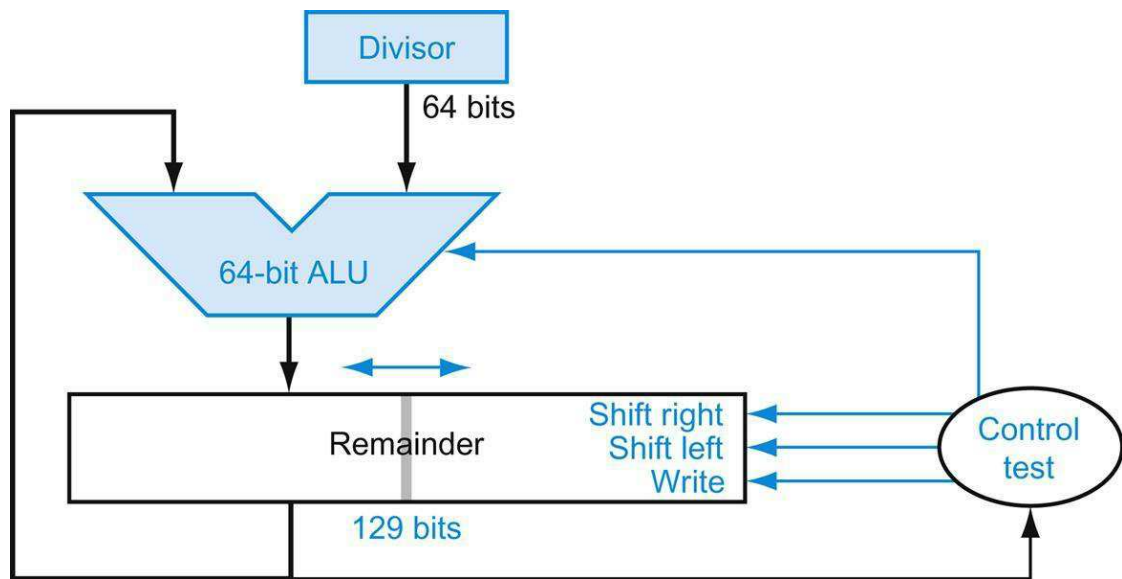 Divisor
64 bits
64-bit ALU
Remainder
Shift right
Shift left
Write
Control
test
129 bits